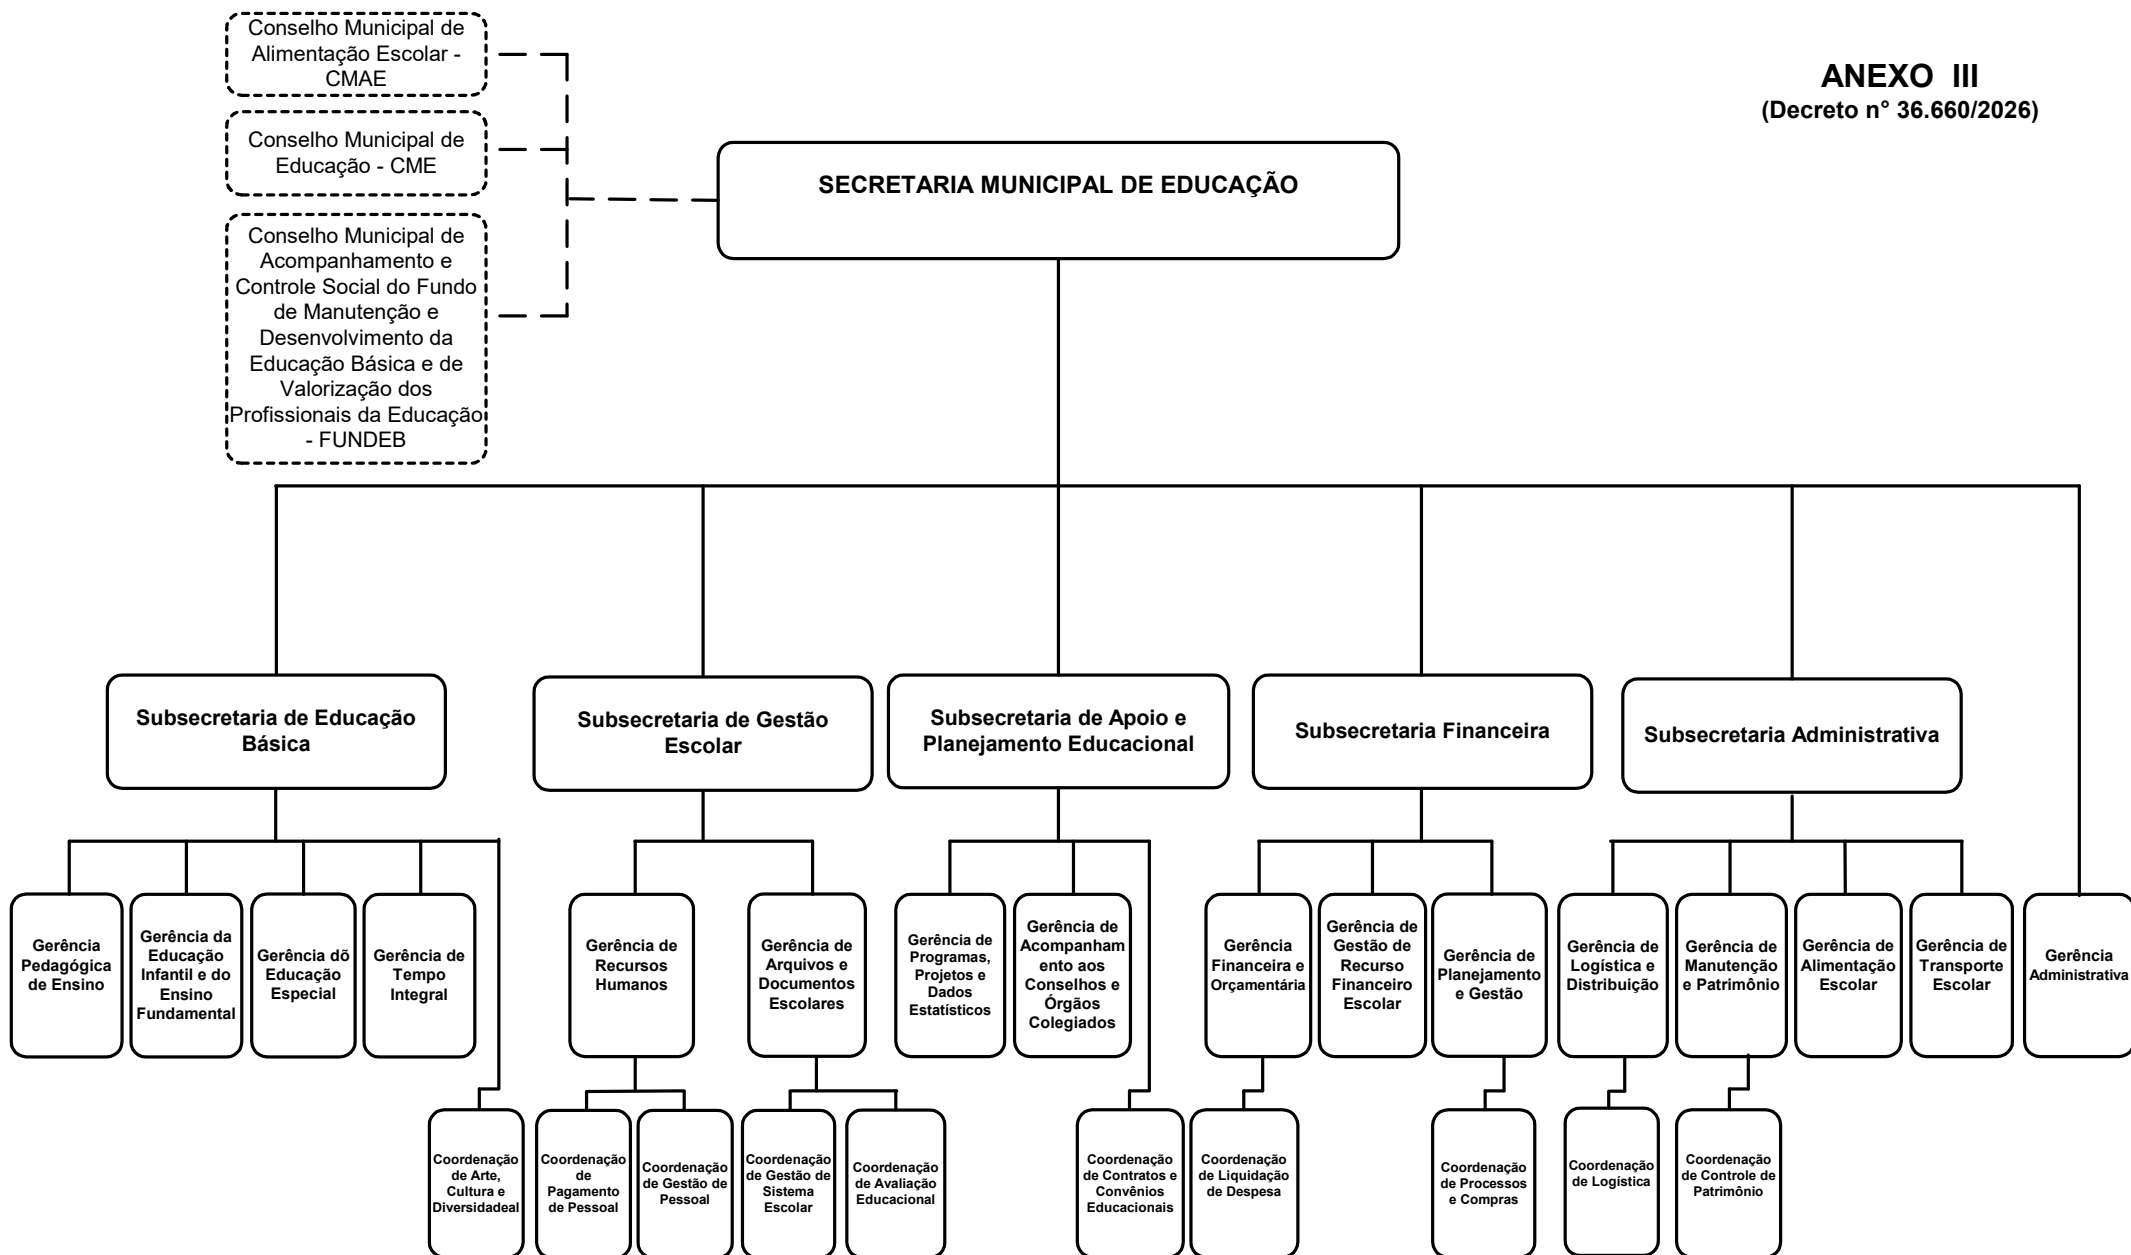 Conselho Municipal de
Alimentação Escolar -
CMAE
ANEXO III
(Decreto n° 36.660/2026)
Conselho Municipal de
Educação - CME
SECRETARIA MUNICIPAL DE EDUCAÇÃO
Conselho Municipal de
Acompanhamento e
Controle Social do Fundo
de Manutenção e
Desenvolvimento da
Educação Básica e de
Valorização dos
Profissionais da Educação
- FUNDEB
Subsecretaria de Educação
Básica
Subsecretaria de Gestão
Escolar
Subsecretaria de Apoio e
Planejamento Educacional
Subsecretaria Financeira
Subsecretaria Administrativa
Gerência
Pedagógica
de Ensino
Gerência da
Educação
Infantil e do
Ensino
Fundamental
Gerência dõ
Educação
Especial
Gerência de
Tempo
Integral
Gerência de
Recursos
Humanos
Gerência de
Arquivos e
Documentos
Escolares
Gerência de
Programas,
Projetos e
Dados
Estatísticos
Gerência de
Acompanham
ento aos
Conselhos e
Órgãos
Colegiados
Gerência
Financeira e
Orçamentária
Gerência de
Gestão de
Recurso
Financeiro
Escolar
Gerência de
Planejamento
e Gestão
Gerência de
Logística e
Distribuição
Gerência de
Manutenção
e Patrimônio
Gerência de
Alimentação
Escolar
Gerência de
Transporte
Escolar
Gerência
Administrativa
Coordenação
de Arte,
Cultura e
Diversidadeal
Coordenação
de
Pagamento
de Pessoal
Coordenação
de Gestão de
Pessoal
Coordenação
de Gestão de
Sistema
Escolar
Coordenação
de Avaliação
Educacional
Coordenação
de Contratos e
Convênios
Educacionais
Coordenação
de Liquidação
de Despesa
Coordenação
de Processos
e Compras
Coordenação
de Logística
Coordenação
de Controle de
Patrimônio